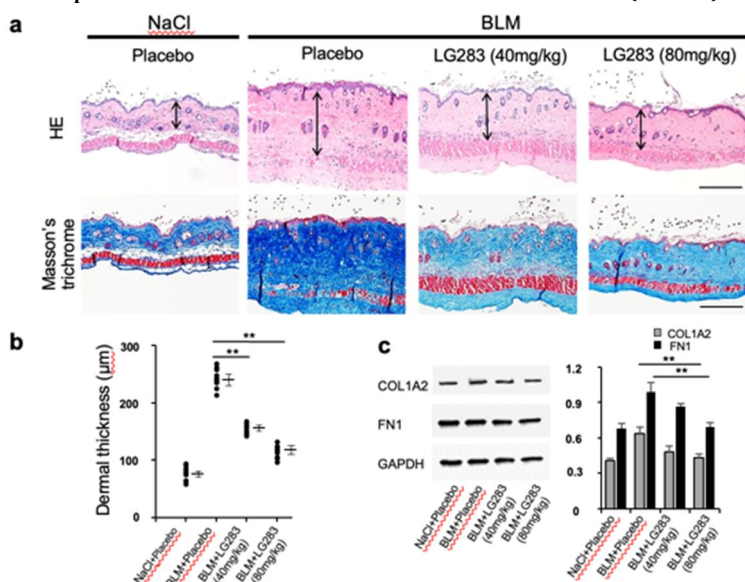 a
NaCl
BLM
Placebo
Placebo
LG283 (40mg/kg)
LG283 (80mg/kg)
HE
Masson's
trichrome
b
Dermal thickness (μm)
300
200
100
0
**
**
NaCl+Placebo
BLM+Placebo
BLM+LG283
(40mg/kg)
BLM+LG283
(80mg/kg)
c
COL1A2
FN1
GAPDH
NaCl+Placebo
BLM+Placebo
BLM+LG283
(40mg/kg)
BLM+LG283
(80mg/kg)
COL1A2
FN1
**
**
1.2
0.9
0.6
0.3
0
NaCl+Placebo
BLM+Placebo
BLM+LG283
(40mg/kg)
BLM+LG283
(80mg/kg)